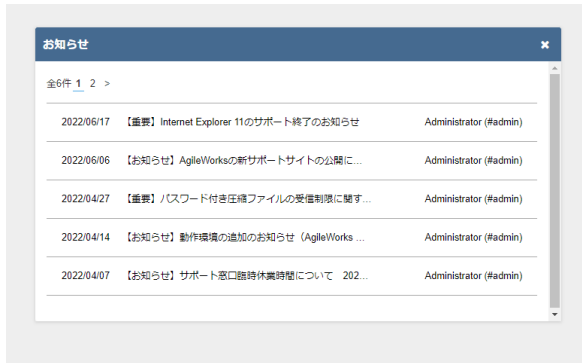 お知らせ
全6件 1 2 >
2022/06/17 【重要】Internet Explorer 11のサポート終了のお知らせ Administrator (#admin)
2022/06/06 【お知らせ】AgileWorksの新サポートサイトの公開に... Administrator (#admin)
2022/04/27 【重要】パスワード付き圧縮ファイルの受信制限に関す... Administrator (#admin)
2022/04/14 【お知らせ】動作環境の追加のお知らせ（AgileWorks ... Administrator (#admin)
2022/04/07 【お知らせ】サポート窓口臨時休業時間について　202... Administrator (#admin)